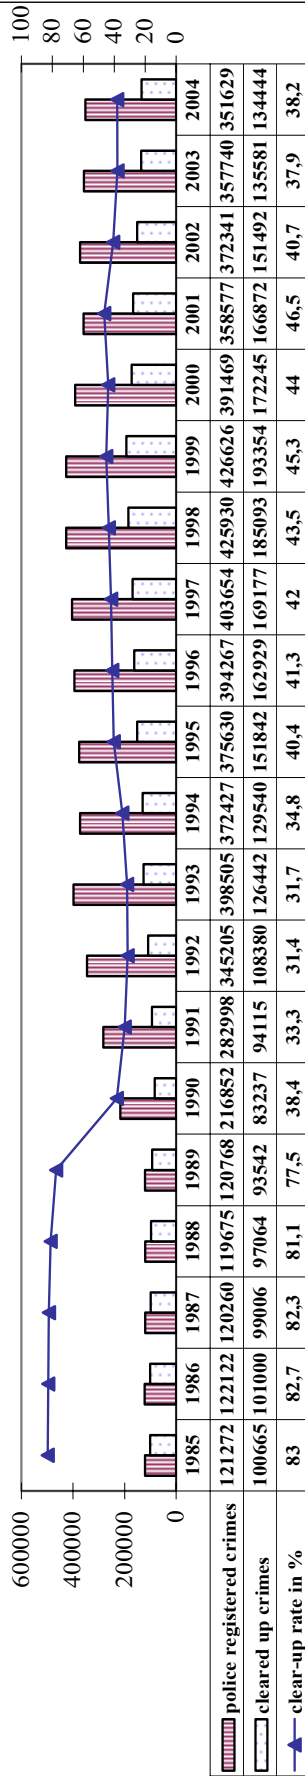 600000
400000
200000
0
100
80
60
40
20
0
1985 1986 1987 1988 1989 1990 1991 1992 1993 1994 1995 1996 1997 1998 1999 2000 2001 2002 2003 2004
police registered crimes 121272 122122 120260 119675 120768 216852 282998 345205 398505 372427 375630 394267 403654 425930 426626 391469 358577 372341 357740 351629
cleared up crimes 100665 101000 99006 97064 93542 83237 94115 108380 126442 129540 151842 162929 169177 185093 193354 172245 166872 151492 135581 134444
clear-up rate in % 83 82,7 82,3 81,1 77,5 38,4 33,3 31,4 31,7 34,8 40,4 41,3 42 43,5 45,3 44 46,5 40,7 37,9 38,2